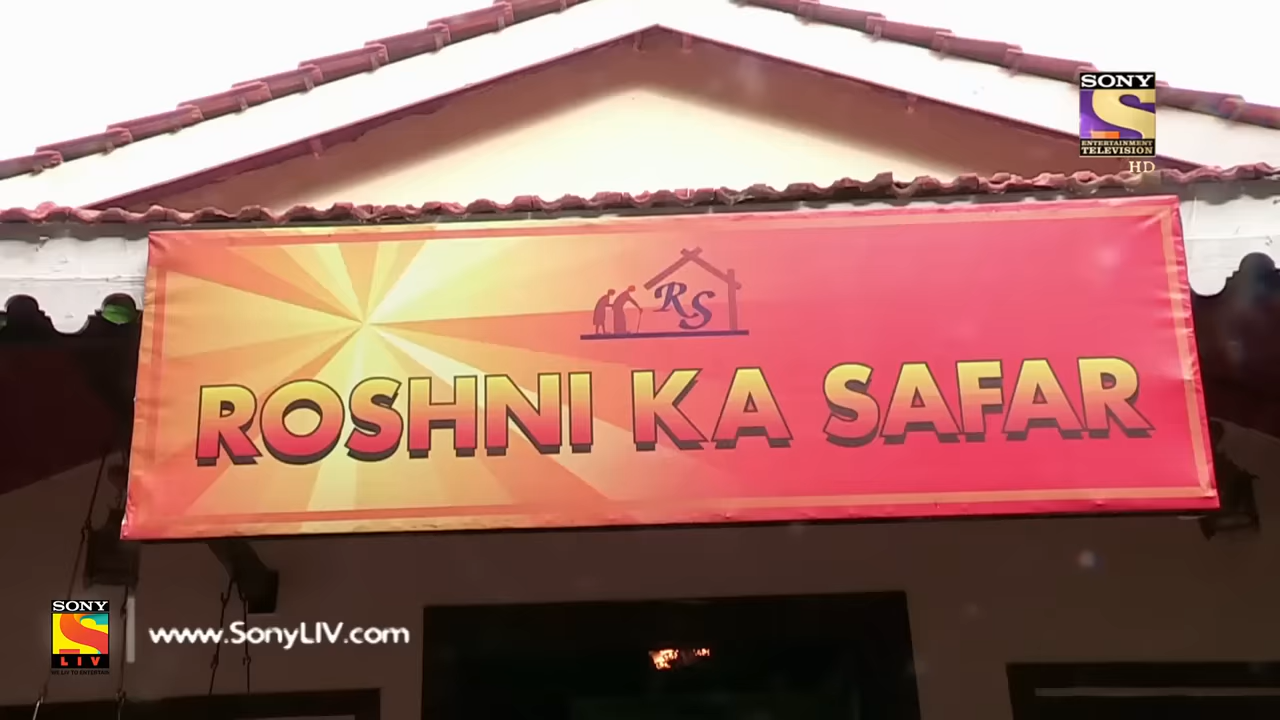 SONY
ENTERTAINMENT
TELEVISION
HD
RS
ROSHNI KA SAFAR
SONY
LIV
www.SonyLIV.com